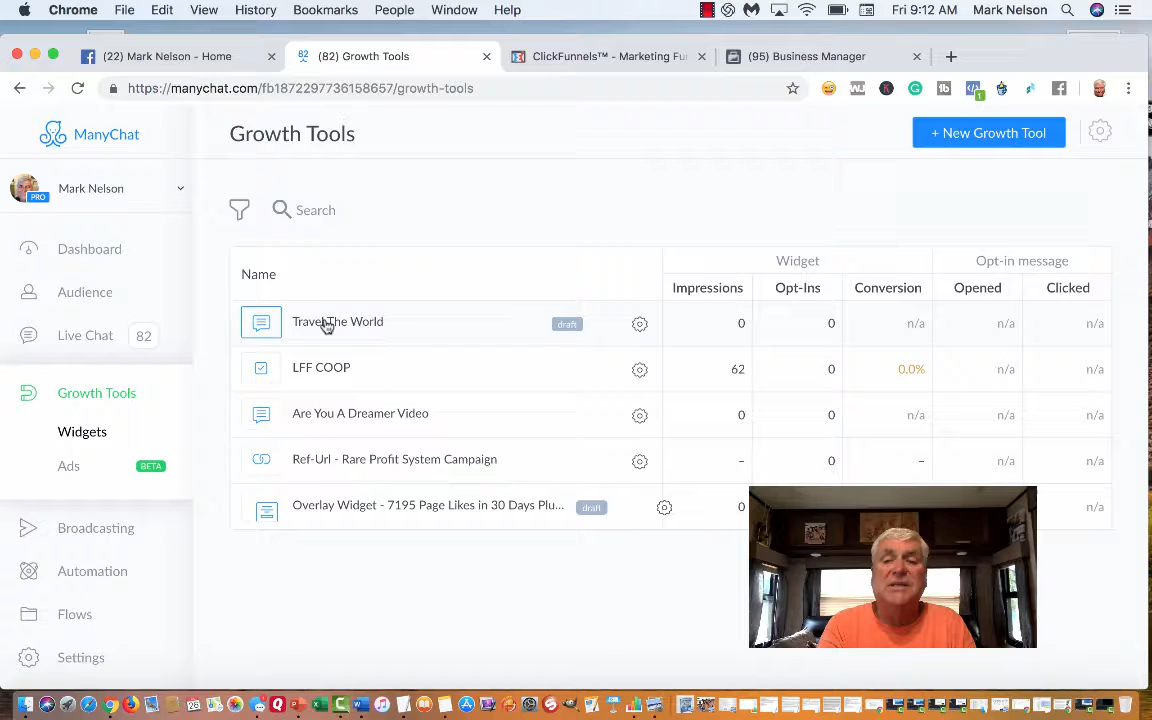 Chrome File Edit View History Bookmarks People Window Help Fri 9:12 AM Mark Nelson
(22) Mark Nelson - Home
82 (82) Growth Tools
ClickFunnels™ - Marketing Fu
(95) Business Manager
https://manychat.com/fb1872297736158657/growth-tools
ManyChat
Growth Tools
+ New Growth Tool
Mark Nelson
PRO
Search
Dashboard
Audience
Live Chat 82
Growth Tools
Widgets
Ads BETA
Broadcasting
Automation
Flows
Settings
Widget Opt-in message
Name Impressions Opt-Ins Conversion Opened Clicked
Travel The World draft 0 0 n/a n/a n/a
LFF COOP 62 0 0.0% n/a n/a
Are You A Dreamer Video 0 0 n/a n/a n/a
Ref-Url - Rare Profit System Campaign – 0 – n/a n/a
Overlay Widget - 7195 Page Likes in 30 Days Plu... draft 0 n/a